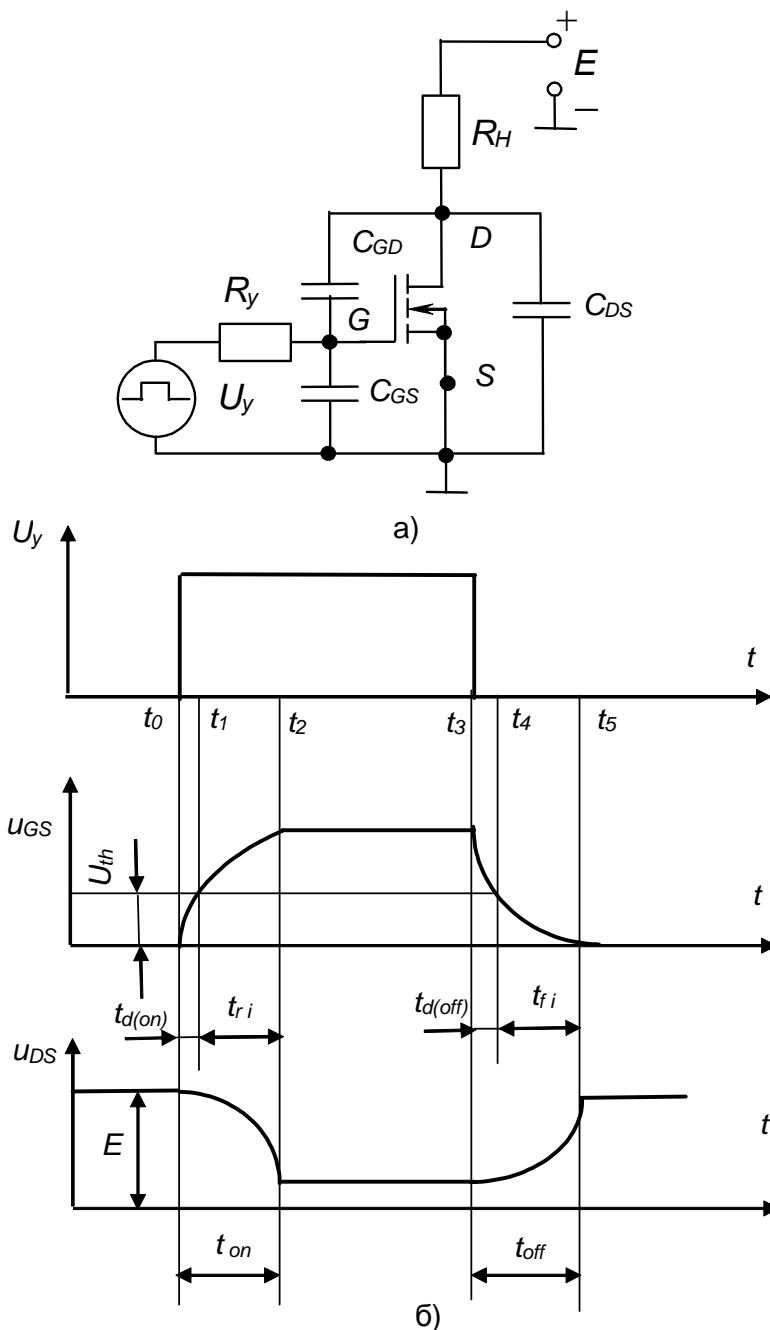 +
E
−
R_H
C_GD
D
R_y
G
C_DS
U_y
C_GS
S
а)
U_y
t
t_0 t_1 t_2 t_3 t_4 t_5
u_GS
U_th
t
t_d(on) t_r i t_d(off) t_f i
u_DS
E
t
t_on t_off
б)